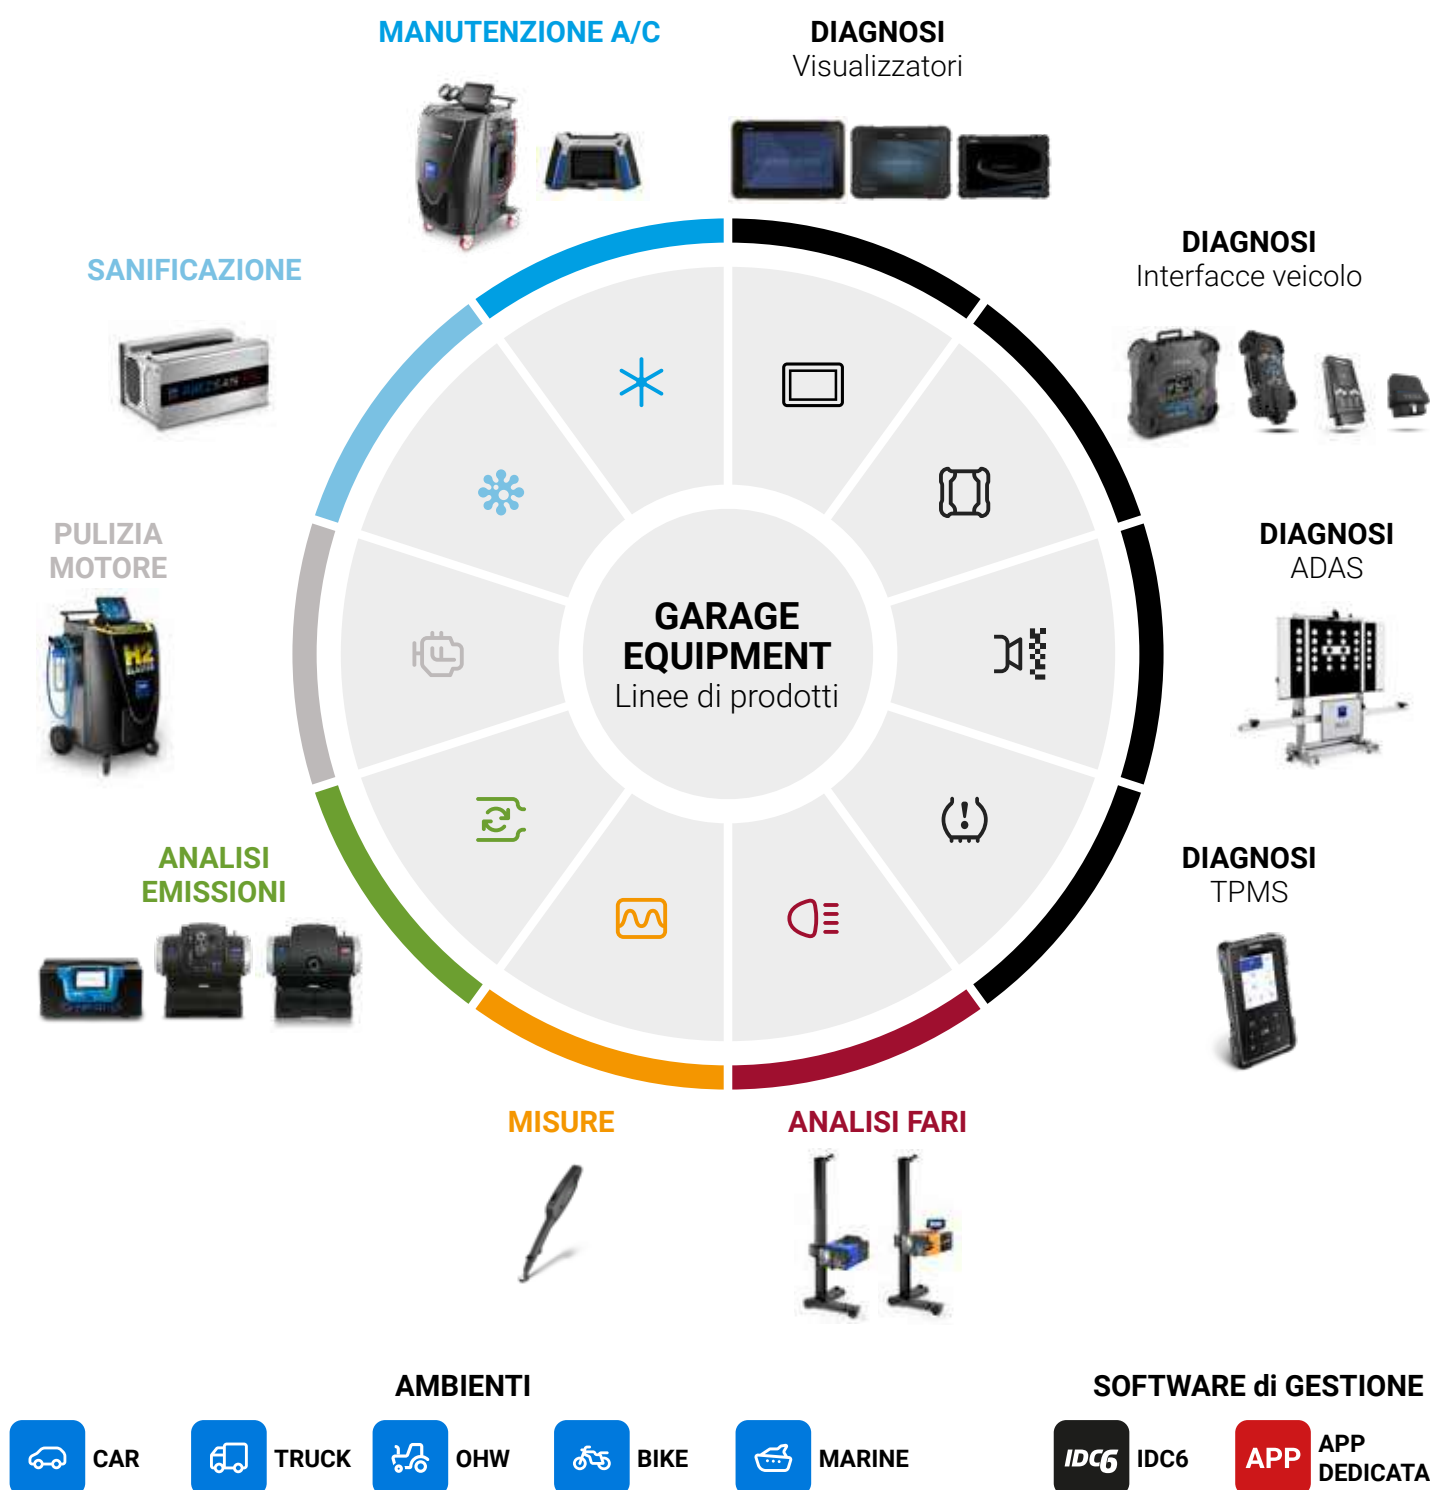 MANUTENZIONE A/C
DIAGNOSI
Visualizzatori
DIAGNOSI
Interfacce veicolo
SANIFICAZIONE
DIAGNOSI
ADAS
PULIZIA
MOTORE
H2
GARAGE
EQUIPMENT
Linee di prodotti
DIAGNOSI
TPMS
ANALISI
EMISSIONI
MISURE
ANALISI FARI
AMBIENTI
SOFTWARE di GESTIONE
CAR
TRUCK
OHW
BIKE
MARINE
IDC6
IDC6
APP
APP
DEDICATA